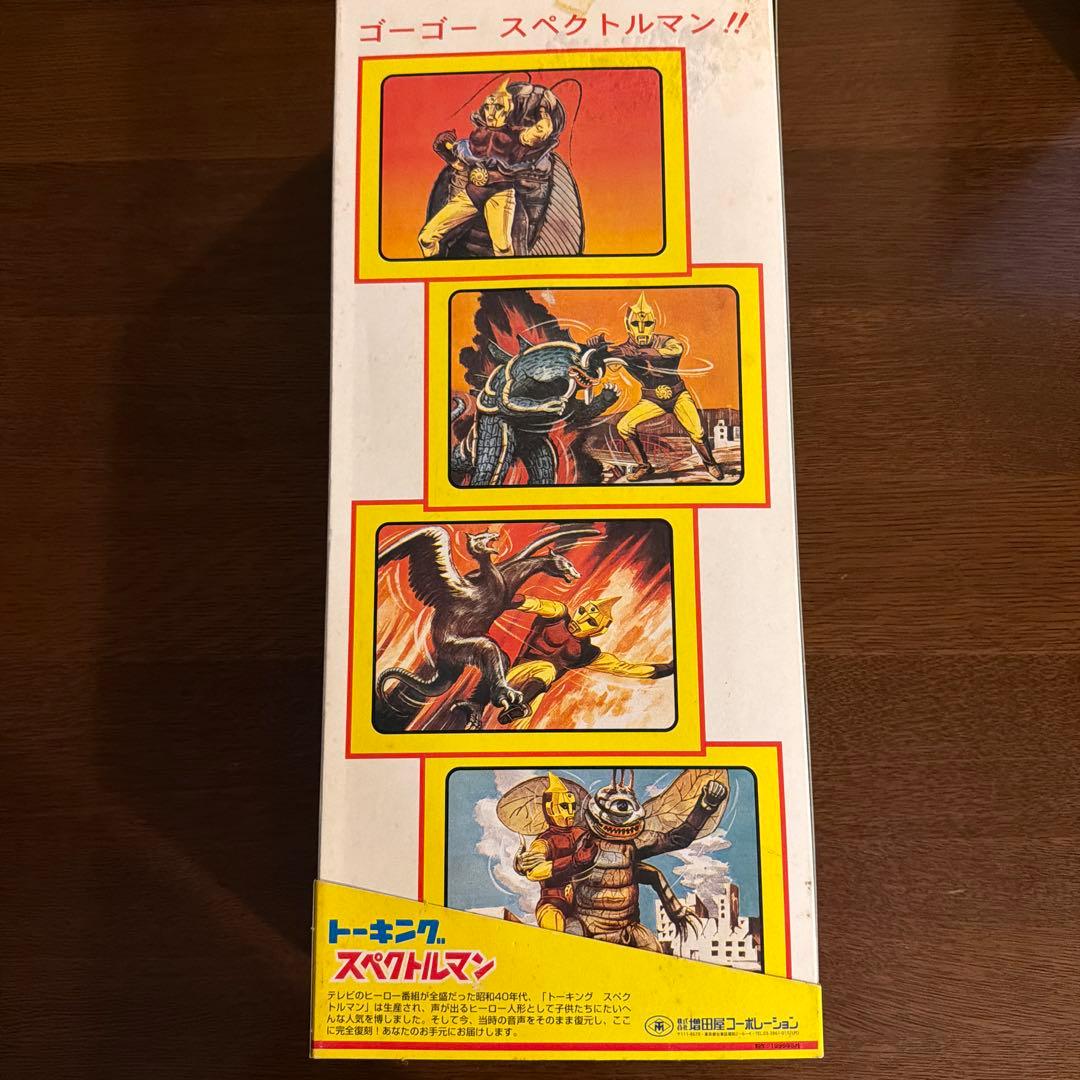 ゴーゴー スペクトルマン!!
トーキング
スペクトルマン
テレビのヒーロー番組が全盛だった昭和40年代、「トーキング スペク
トルマン」は生産され、声が出るヒーロー人形として子供たちにたいへ
んな人気を博しました。そして今、当時の音声をそのまま復元し、ここ
に完全復刻！あなたのお手元にお届けします。
株式会社 増田屋コーポレーション